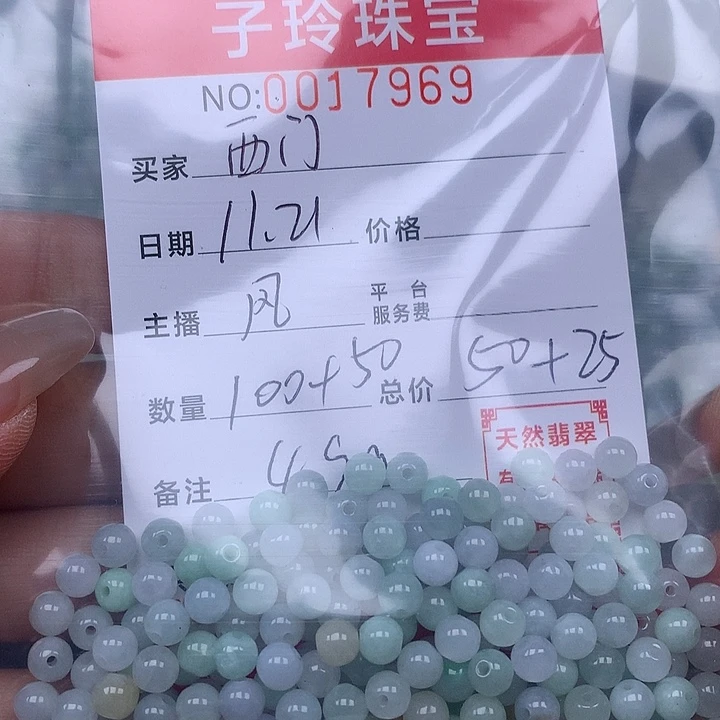 子玲珠宝
NO:0017969
买家 西门
日期 11.21 价格
主播 风 平台服务费
数量 100+50 总价 50+25
备注
天然翡翠
有